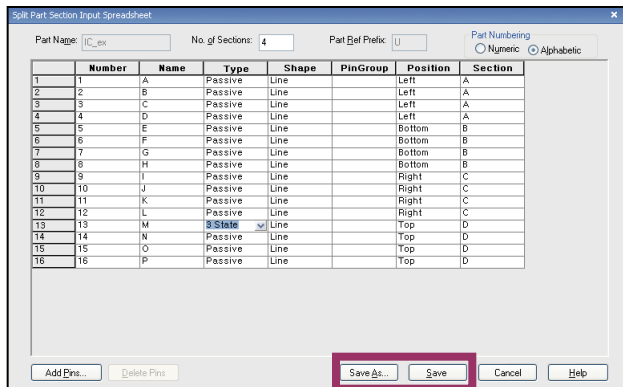 Split Part Section Input Spreadsheet
Part Name: IC_ex No. of Sections: 4 Part Ref Prefix: U Part Numbering
Numeric Alphabetic
Number Name Type Shape PinGroup Position Section
1 1 A Passive Line Left A
2 2 B Passive Line Left A
3 3 C Passive Line Left A
4 4 D Passive Line Left A
5 5 E Passive Line Bottom B
6 6 F Passive Line Bottom B
7 7 G Passive Line Bottom B
8 8 H Passive Line Bottom B
9 9 I Passive Line Right C
10 10 J Passive Line Right C
11 11 K Passive Line Right C
12 12 L Passive Line Right C
13 13 M 3 State Line Top D
14 14 N Passive Line Top D
15 15 O Passive Line Top D
16 16 P Passive Line Top D
Add Pins... Delete Pins Save As... Save Cancel Help